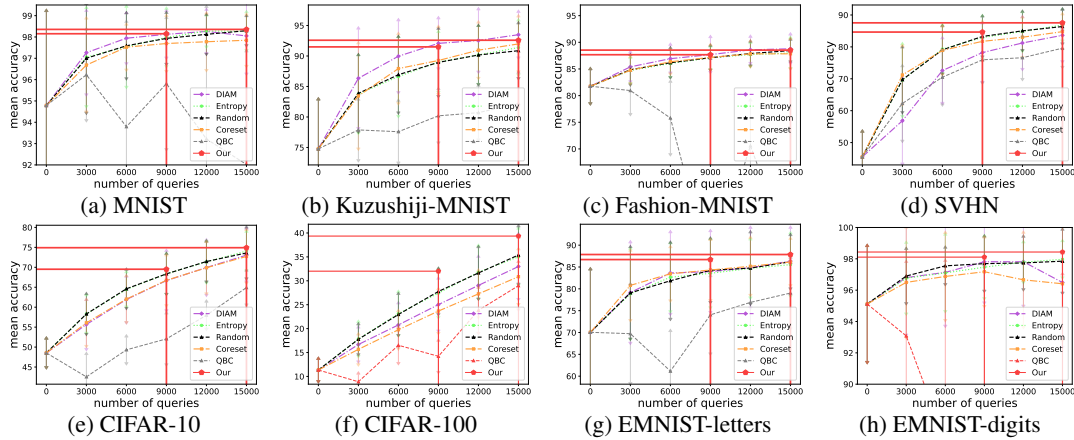 mean accuracy
99
98
97
96
95
94
93
92
0 3000 6000 9000 12000 15000
number of queries
DIAM
Entropy
Random
Coreset
QBC
Our
(a) MNIST
mean accuracy
95
90
85
80
75
0 3000 6000 9000 12000 15000
number of queries
DIAM
Entropy
Random
Coreset
QBC
Our
(b) Kuzushiji-MNIST
mean accuracy
95
90
85
80
75
70
0 3000 6000 9000 12000 15000
number of queries
DIAM
Entropy
Random
Coreset
QBC
Our
(c) Fashion-MNIST
mean accuracy
90
80
70
60
50
0 3000 6000 9000 12000 15000
number of queries
DIAM
Entropy
Random
Coreset
QBC
Our
(d) SVHN
mean accuracy
80
75
70
65
60
55
50
45
0 3000 6000 9000 12000 15000
number of queries
DIAM
Entropy
Random
Coreset
QBC
Our
(e) CIFAR-10
mean accuracy
40
35
30
25
20
15
10
0 3000 6000 9000 12000 15000
number of queries
DIAM
Entropy
Random
Coreset
QBC
Our
(f) CIFAR-100
mean accuracy
90
85
80
75
70
65
60
0 3000 6000 9000 12000 15000
number of queries
DIAM
Entropy
Random
Coreset
QBC
Our
(g) EMNIST-letters
mean accuracy
100
98
96
94
92
90
0 3000 6000 9000 12000 15000
number of queries
DIAM
Entropy
Random
Coreset
QBC
Our
(h) EMNIST-digits